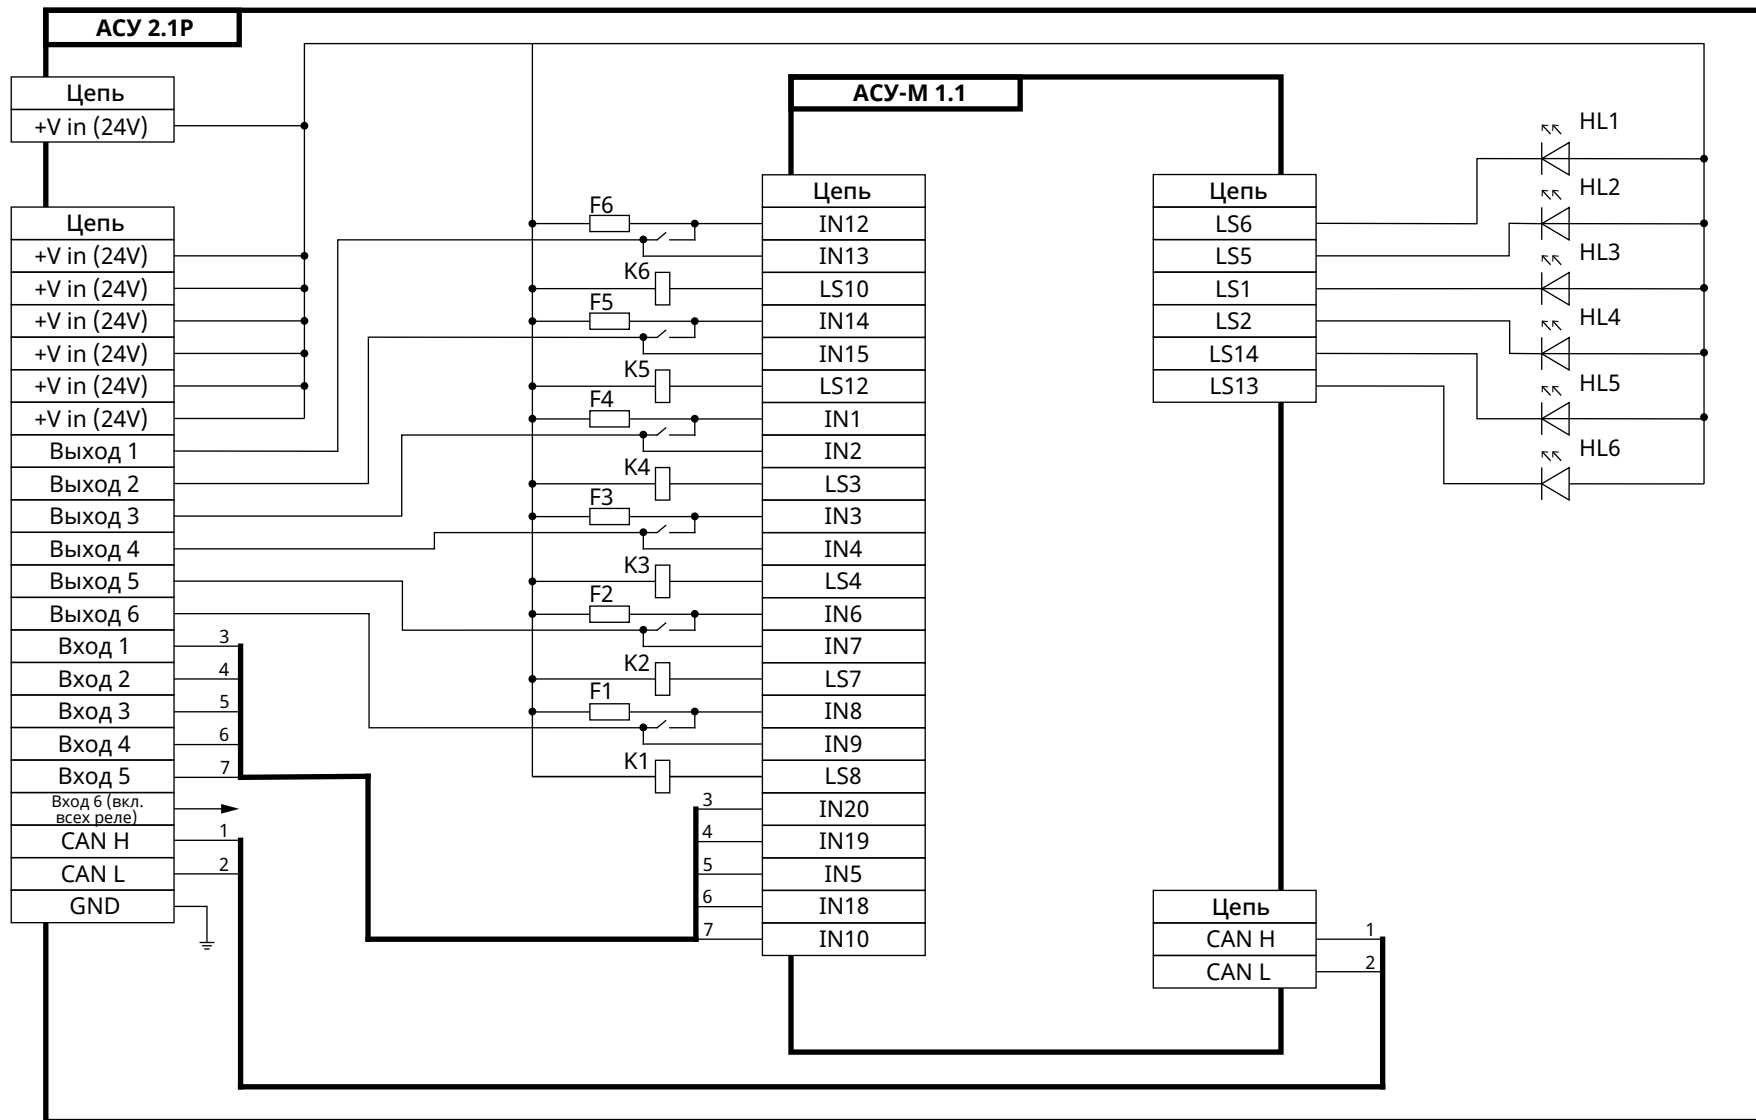 АСУ 2.1Р
Цепь
+V in (24V)
Цепь
+V in (24V)
+V in (24V)
+V in (24V)
+V in (24V)
+V in (24V)
+V in (24V)
Выход 1
Выход 2
Выход 3
Выход 4
Выход 5
Выход 6
Вход 1
Вход 2
Вход 3
Вход 4
Вход 5
Вход 6 (вкл.
всех реле)
CAN H
CAN L
GND
3
4
5
6
7
1
2
F6
K6
F5
K5
F4
K4
F3
K3
F2
K2
F1
K1
3
4
5
6
7
АСУ-М 1.1
Цепь
IN12
IN13
LS10
IN14
IN15
LS12
IN1
IN2
LS3
IN3
IN4
LS4
IN6
IN7
LS7
IN8
IN9
LS8
IN20
IN19
IN5
IN18
IN10
Цепь
LS6
LS5
LS1
LS2
LS14
LS13
HL1
HL2
HL3
HL4
HL5
HL6
Цепь
CAN H
CAN L
1
2